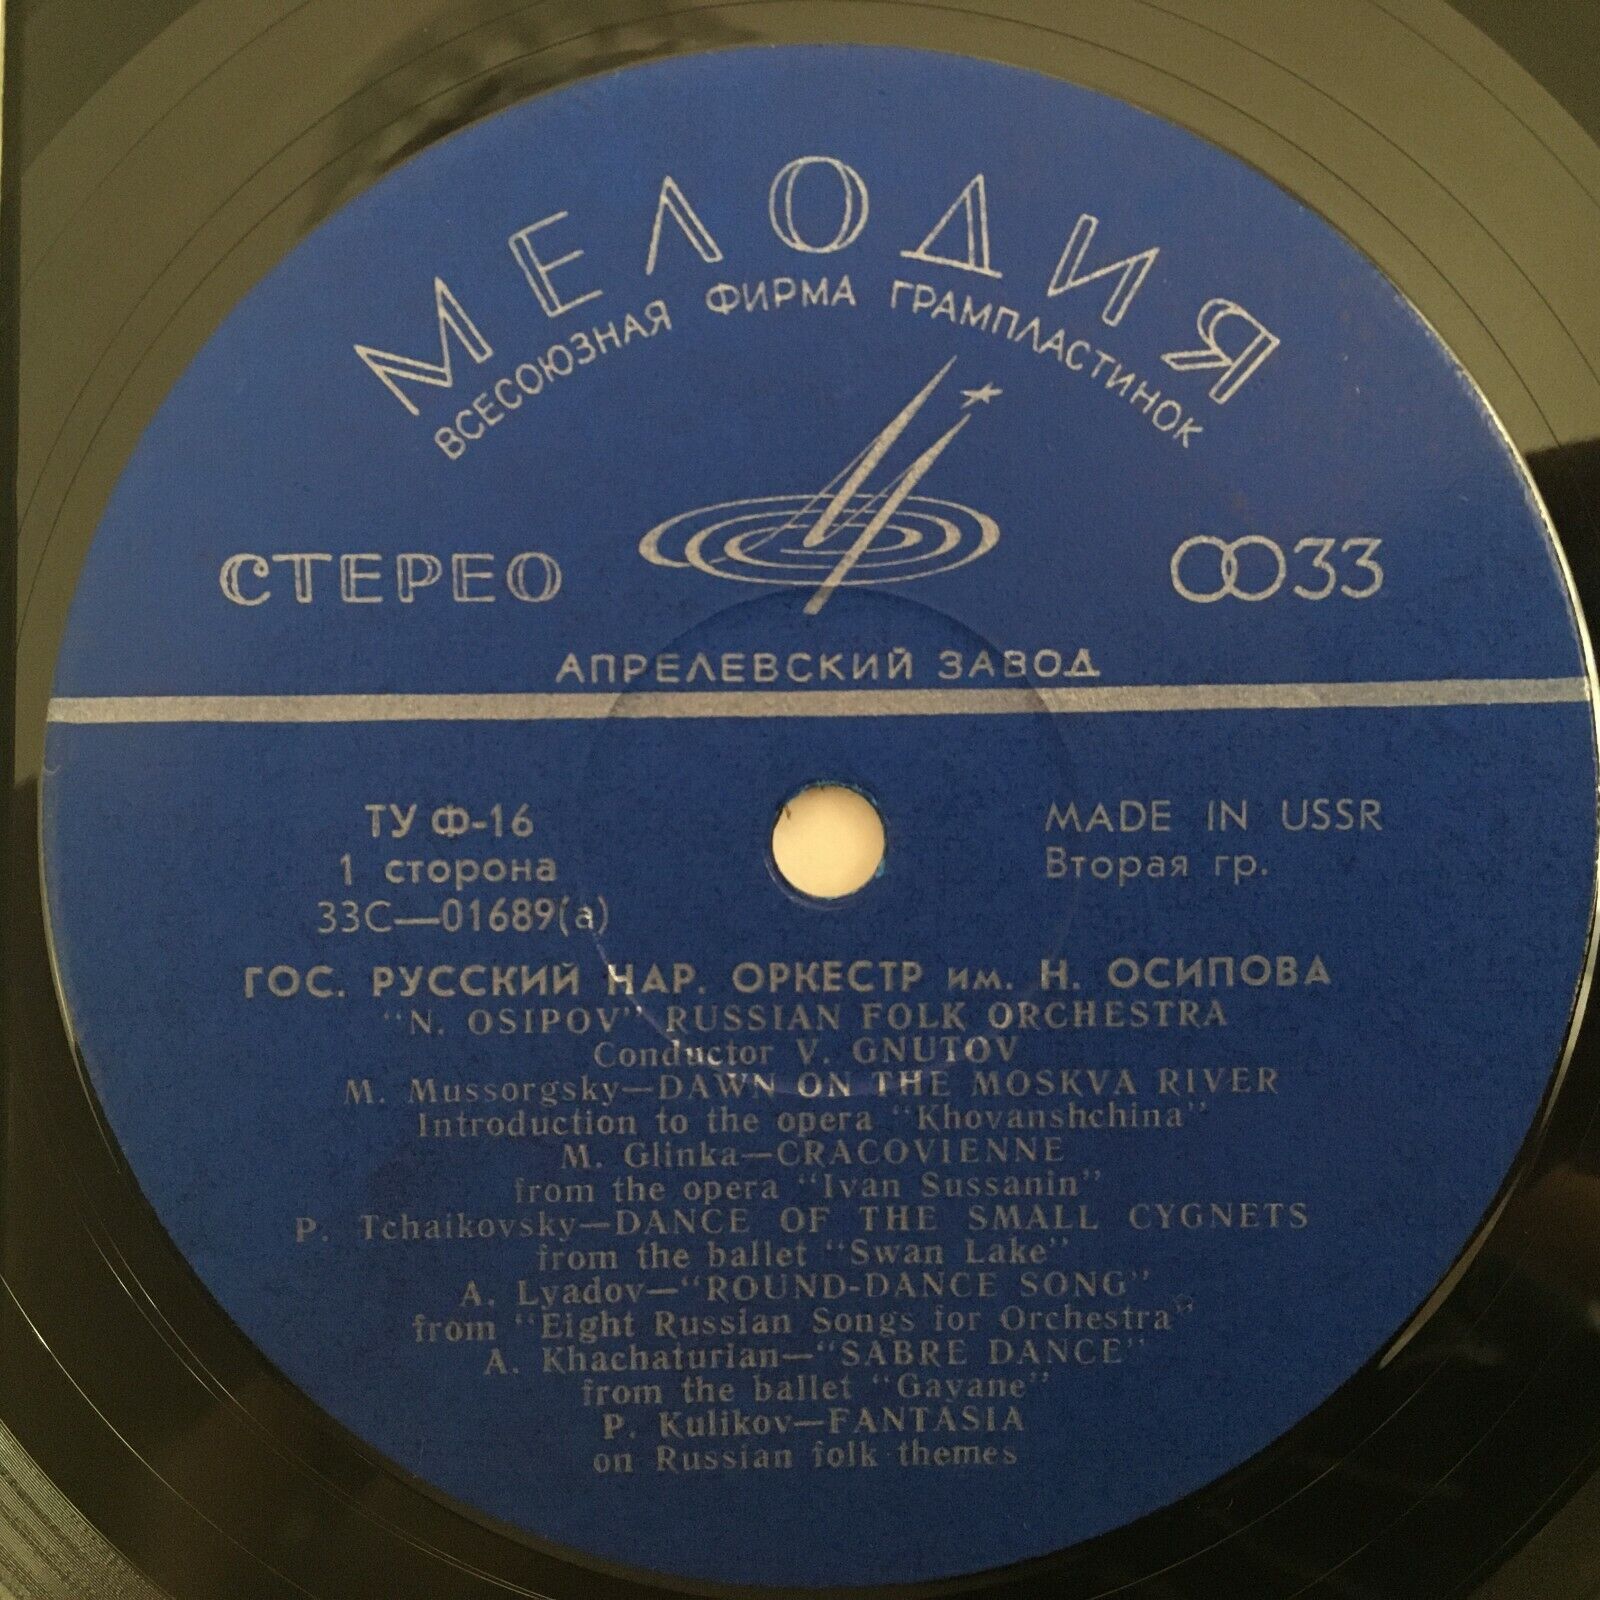 МЕЛОДИЯ
ВСЕСОЮЗНАЯ ФИРМА ГРАМПЛАСТИНОК
СТЕРЕО
33
АПРЕЛЕВСКИЙ ЗАВОД
ТУ Ф-16
1 сторона
33С—01689(а)
MADE IN USSR
Вторая гр.
ГОС. РУССКИЙ НАР. ОРКЕСТР им. Н. ОСИПОВА
"N. OSIPOV" RUSSIAN FOLK ORCHESTRA
Conductor V. GNUTOV
M. Mussorgsky—DAWN ON THE MOSKVA RIVER
Introduction to the opera "Khovanshchina"
M. Glinka—CRACOVIENNE
from the opera "Ivan Sussanin"
P. Tchaikovsky—DANCE OF THE SMALL CYGNETS
from the ballet "Swan Lake"
A. Lyadov—"ROUND-DANCE SONG"
from "Eight Russian Songs for Orchestra"
A. Khachaturian—"SABRE DANCE"
from the ballet "Gayane"
P. Kulikov—FANTASIA
on Russian folk themes